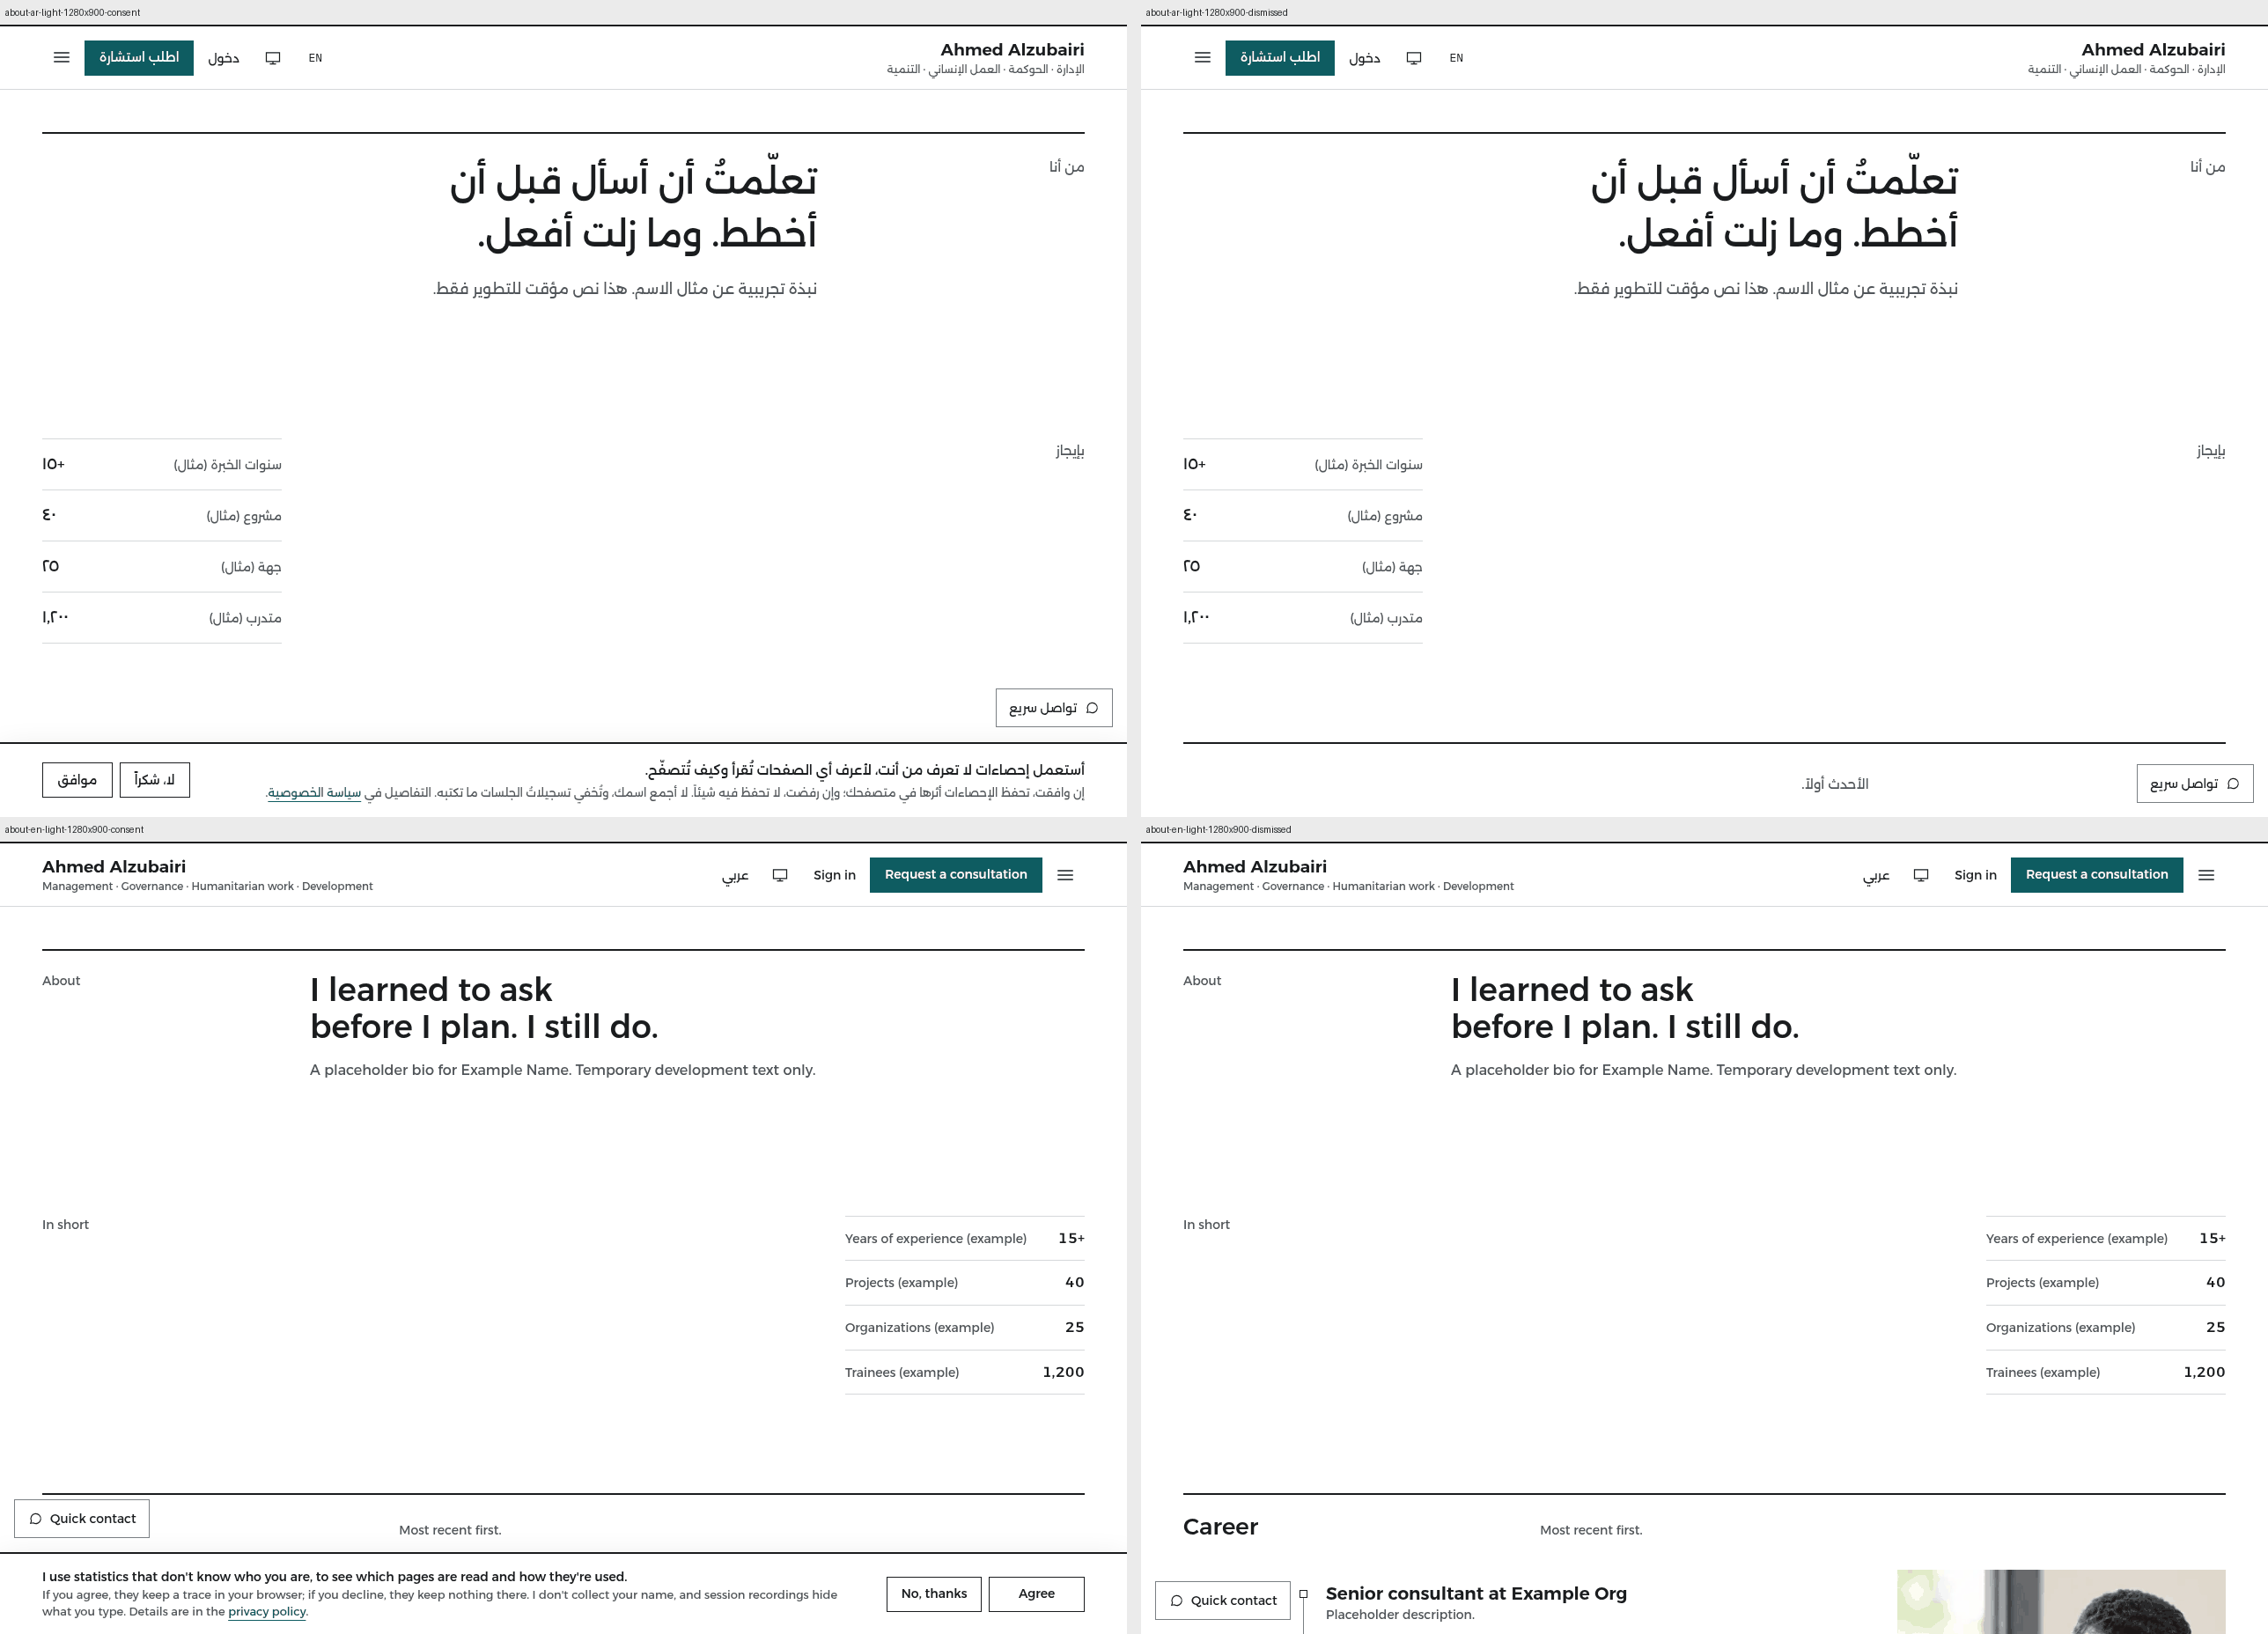 about-ar-light-1280x900-consent
Ahmed Alzubairi
الإدارة · الحوكمة · العمل الإنساني · التنمية
EN
دخول
اطلب استشارة
من أنا
تعلّمتُ أن أسأل قبل أن
أخطط. وما زلت أفعل.
نبذة تجريبية عن مثال الاسم. هذا نص مؤقت للتطوير فقط.
بإيجاز
سنوات الخبرة (مثال) +١٥
مشروع (مثال) ٤٠
جهة (مثال) ٢٥
متدرب (مثال) ١,٢٠٠
تواصل سريع
أستعمل إحصاءات لا تعرف من أنت، لأعرف أي الصفحات تُقرأ وكيف تُتصفّح.
إن وافقت، تحفظ الإحصاءات أثرها في متصفحك؛ وإن رفضت، لا تحفظ فيه شيئاً. لا أجمع اسمك، وتُخفي تسجيلاتُ الجلسات ما تكتبه. التفاصيل في سياسة الخصوصية.
لا، شكراً
موافق
about-ar-light-1280x900-dismissed
Ahmed Alzubairi
الإدارة · الحوكمة · العمل الإنساني · التنمية
EN
دخول
اطلب استشارة
من أنا
تعلّمتُ أن أسأل قبل أن
أخطط. وما زلت أفعل.
نبذة تجريبية عن مثال الاسم. هذا نص مؤقت للتطوير فقط.
بإيجاز
سنوات الخبرة (مثال) +١٥
مشروع (مثال) ٤٠
جهة (مثال) ٢٥
متدرب (مثال) ١,٢٠٠
تواصل سريع
الأحدث أولاً.
about-en-light-1280x900-consent
Ahmed Alzubairi
Management · Governance · Humanitarian work · Development
عربي
Sign in
Request a consultation
About
I learned to ask
before I plan. I still do.
A placeholder bio for Example Name. Temporary development text only.
In short
Years of experience (example) 15+
Projects (example) 40
Organizations (example) 25
Trainees (example) 1,200
Quick contact
Most recent first.
I use statistics that don't know who you are, to see which pages are read and how they're used.
If you agree, they keep a trace in your browser; if you decline, they keep nothing there. I don't collect your name, and session recordings hide
what you type. Details are in the privacy policy.
No, thanks
Agree
about-en-light-1280x900-dismissed
Ahmed Alzubairi
Management · Governance · Humanitarian work · Development
عربي
Sign in
Request a consultation
About
I learned to ask
before I plan. I still do.
A placeholder bio for Example Name. Temporary development text only.
In short
Years of experience (example) 15+
Projects (example) 40
Organizations (example) 25
Trainees (example) 1,200
Career
Most recent first.
Quick contact
Senior consultant at Example Org
Placeholder description.